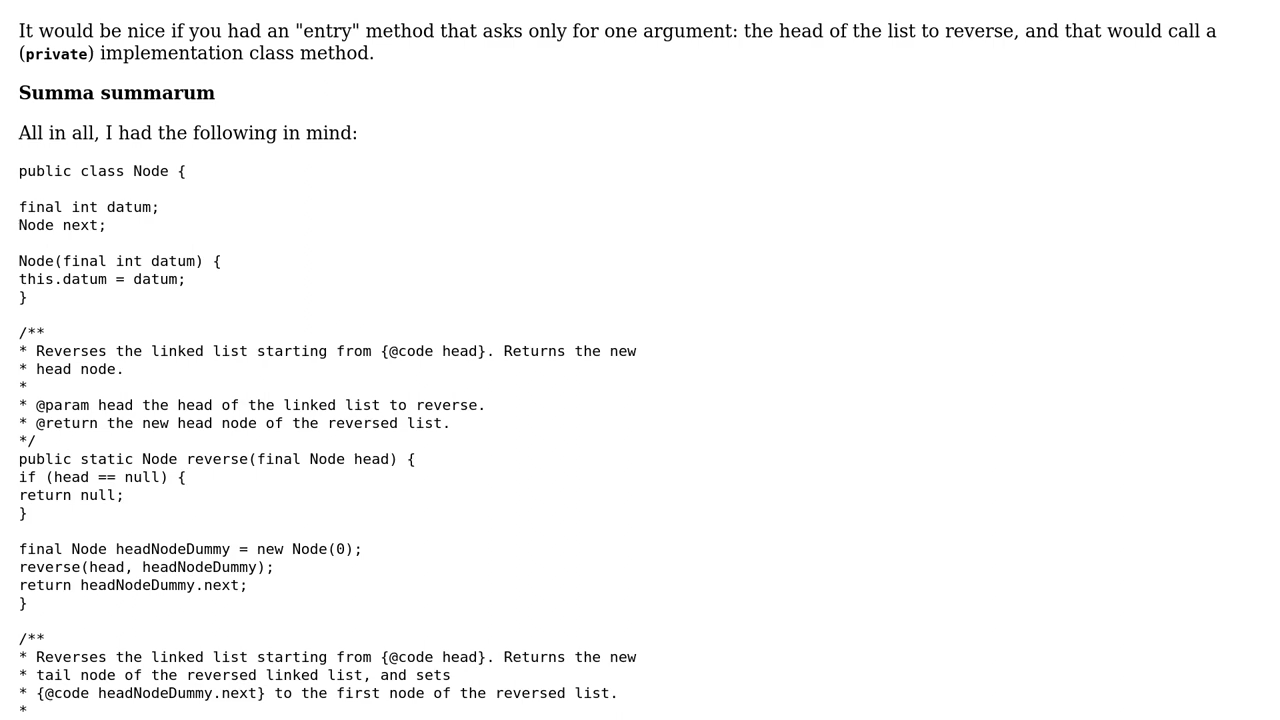 It would be nice if you had an "entry" method that asks only for one argument: the head of the list to reverse, and that would call a
(private) implementation class method.
Summa summarum
All in all, I had the following in mind:
public class Node {
final int datum;
Node next;
Node(final int datum) {
this.datum = datum;
}
/**
* Reverses the linked list starting from {@code head}. Returns the new
* head node.
*
* @param head the head of the linked list to reverse.
* @return the new head node of the reversed list.
*/
public static Node reverse(final Node head) {
if (head == null) {
return null;
}
final Node headNodeDummy = new Node(0);
reverse(head, headNodeDummy);
return headNodeDummy.next;
}
/**
* Reverses the linked list starting from {@code head}. Returns the new
* tail node of the reversed linked list, and sets
* {@code headNodeDummy.next} to the first node of the reversed list.
*